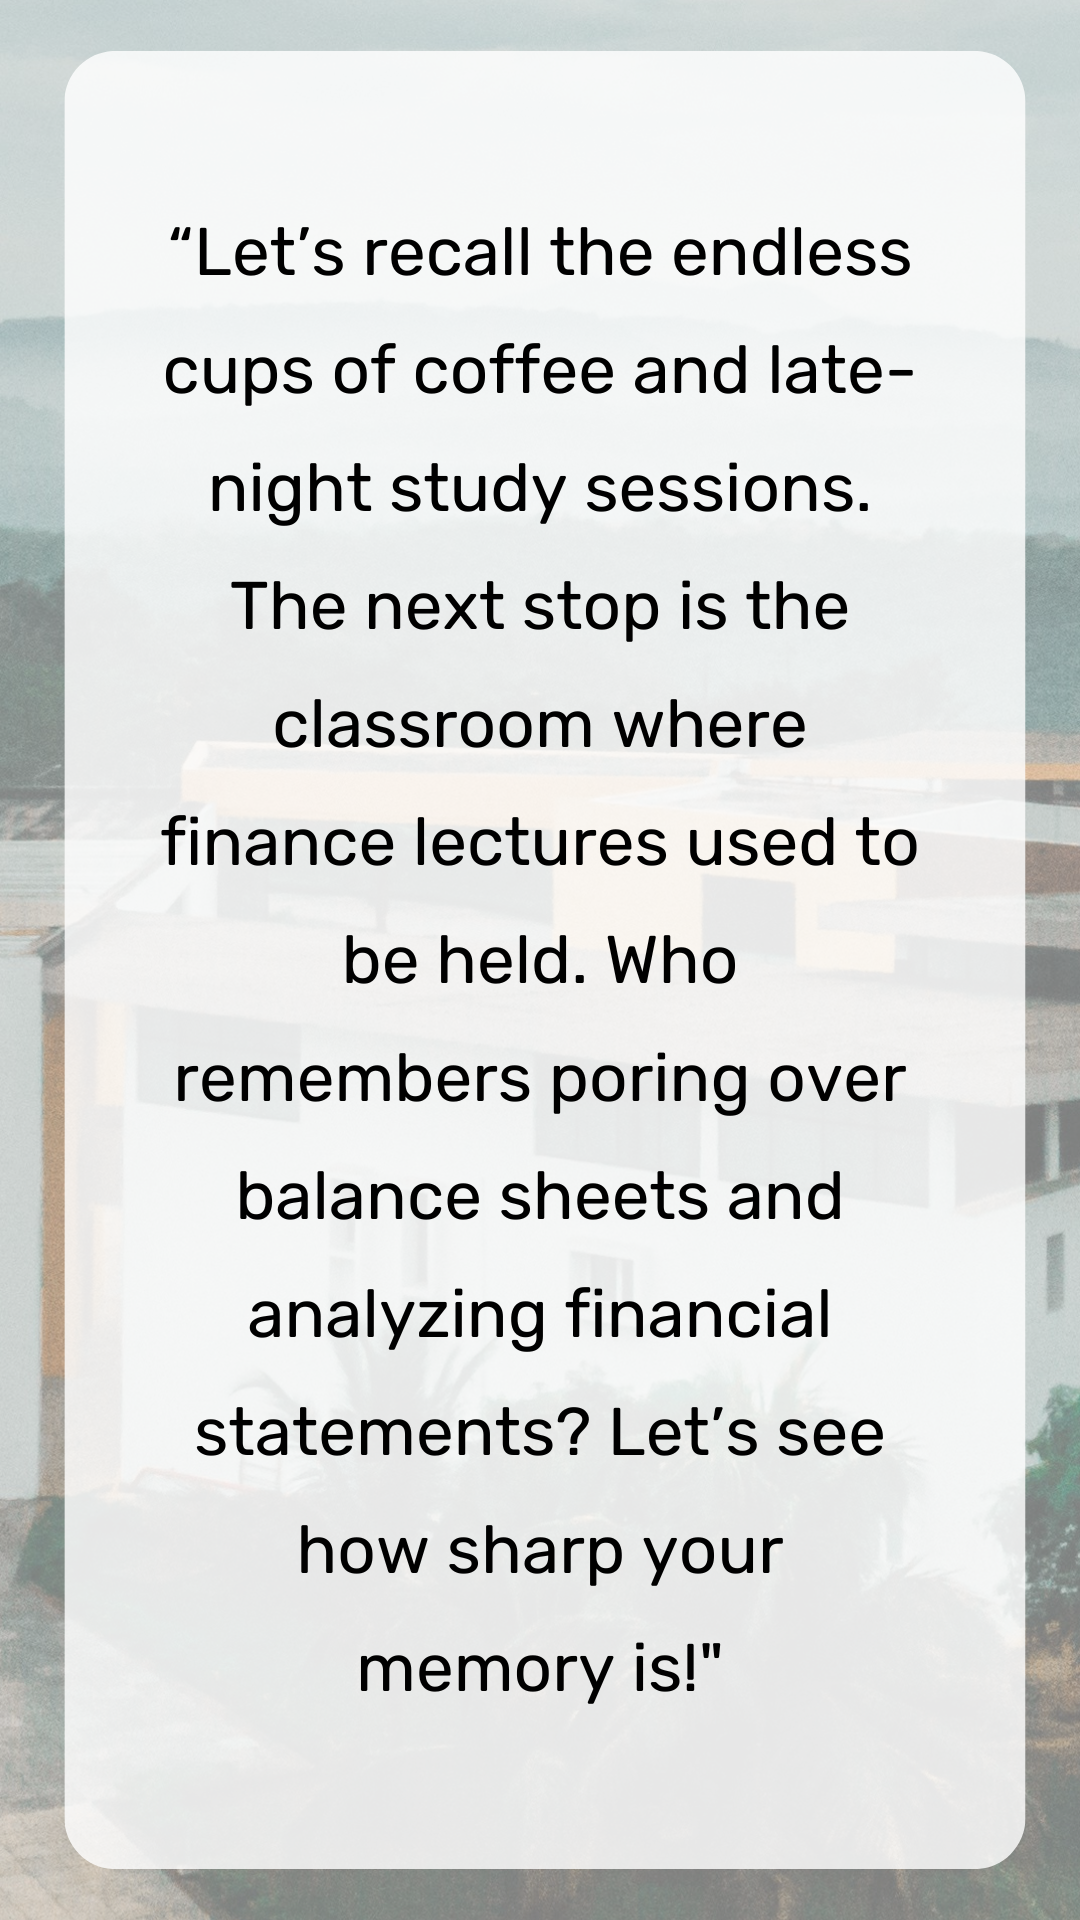 “Let’s recall the endless
cups of coffee and late-
night study sessions.
The next stop is the
classroom where
finance lectures used to
be held. Who
remembers poring over
balance sheets and
analyzing financial
statements? Let’s see
how sharp your
memory is!"